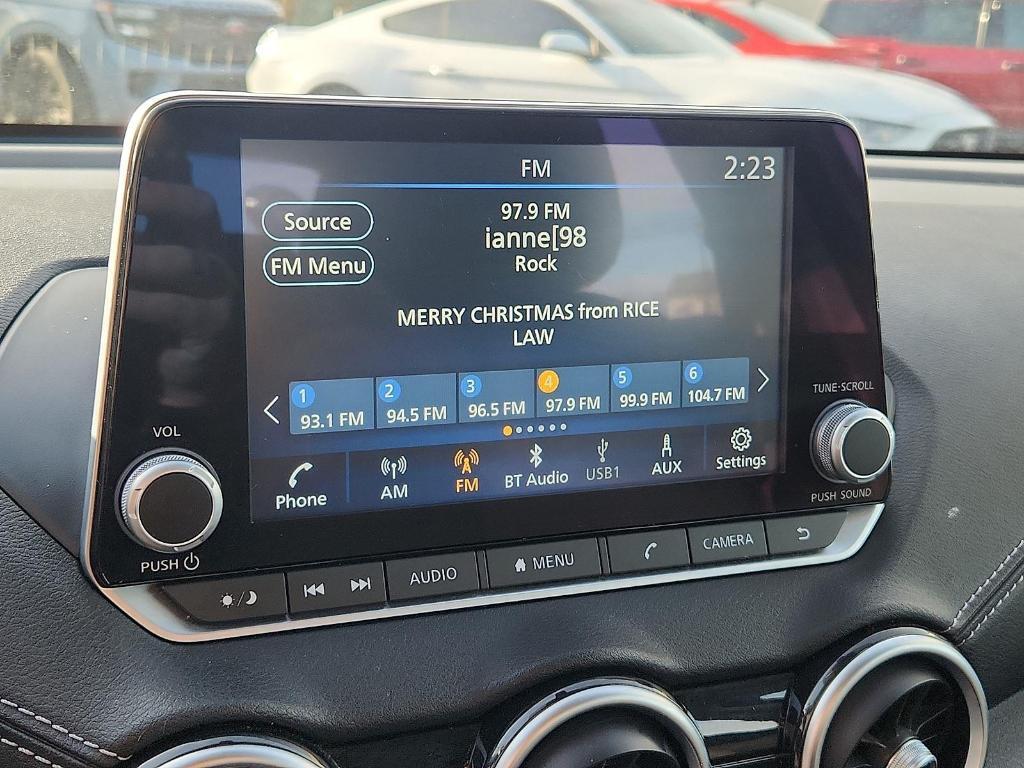 FM
2:23
Source
FM Menu
97.9 FM
ianne[98
Rock
MERRY CHRISTMAS from RICE
LAW
1
93.1 FM
2
94.5 FM
3
96.5 FM
4
97.9 FM
5
99.9 FM
6
104.7 FM
Phone
AM
FM
BT Audio
USB1
AUX
Settings
VOL
PUSH
TUNE·SCROLL
PUSH SOUND
AUDIO
MENU
CAMERA